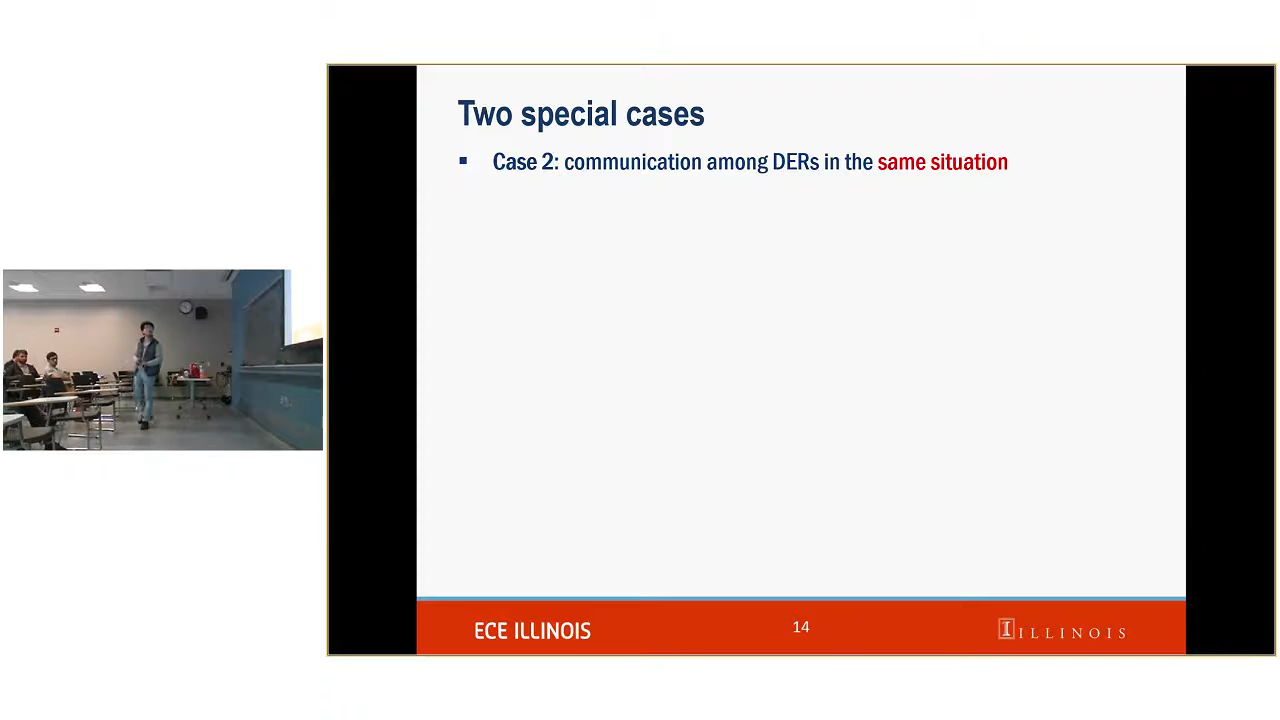 Two special cases
▪ Case 2: communication among DERs in the same situation
ECE ILLINOIS
14
I ILLINOIS